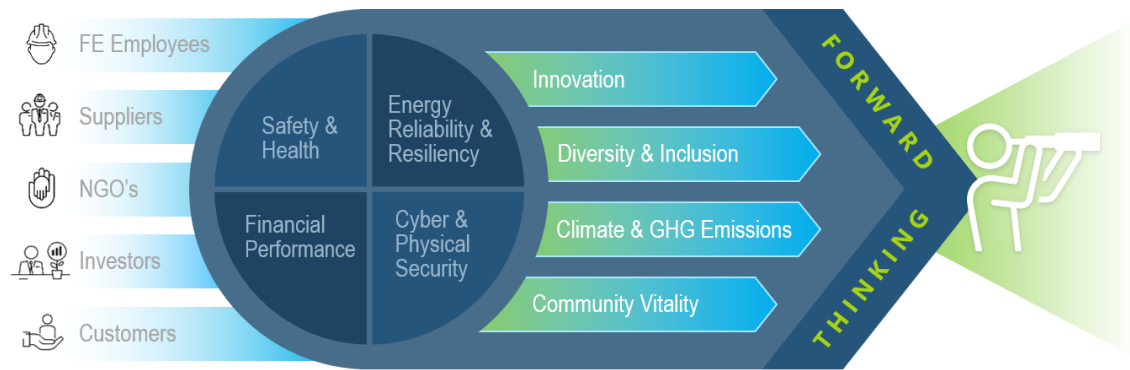 FE Employees
Suppliers
NGO's
Investors
Customers
Safety &
Health
Energy
Reliability &
Resiliency
Financial
Performance
Cyber &
Physical
Security
Innovation
Diversity & Inclusion
Climate & GHG Emissions
Community Vitality
FORWARD
THINKING